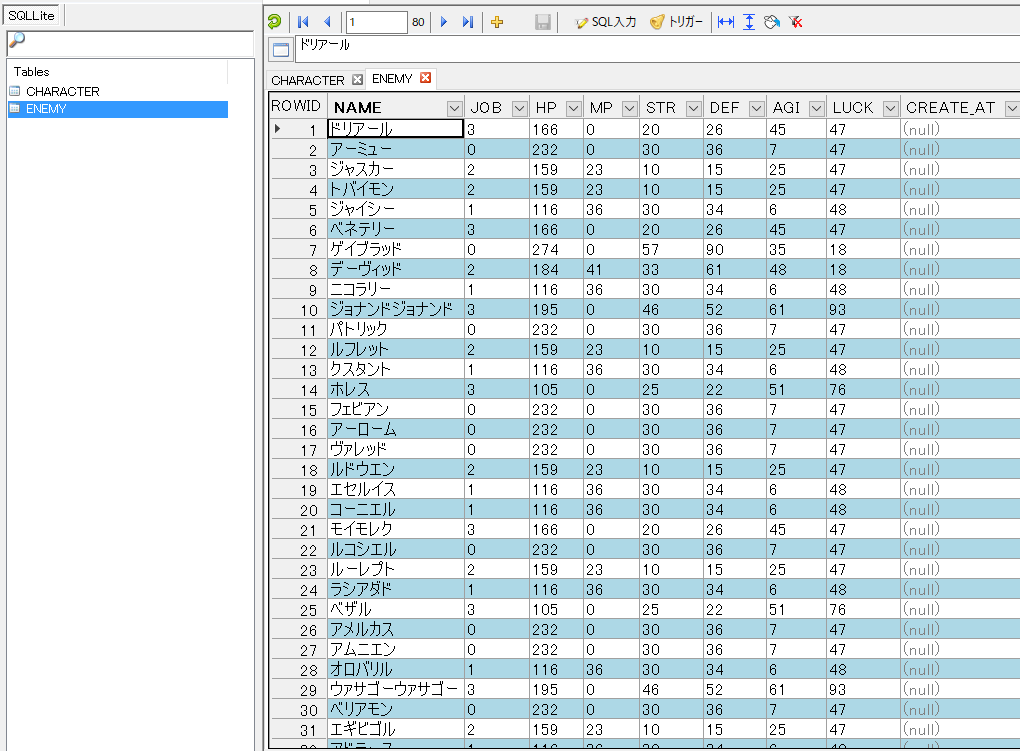 SQLLite
1 80 SQL入力 トリガー
ドリアール
Tables
CHARACTER
ENEMY
CHARACTER ENEMY
ROWID NAME JOB HP MP STR DEF AGI LUCK CREATE_AT
1 ドリアール 3 166 0 20 26 45 47 (null)
2 アーミュー 0 232 0 30 36 7 47 (null)
3 ジャスカー 2 159 23 10 15 25 47 (null)
4 トバイモン 2 159 23 10 15 25 47 (null)
5 ジャイシー 1 116 36 30 34 6 48 (null)
6 ベネテリー 3 166 0 20 26 45 47 (null)
7 ゲイブラッド 0 274 0 57 90 35 18 (null)
8 デーヴィッド 2 184 41 33 61 48 18 (null)
9 ニコラリー 1 116 36 30 34 6 48 (null)
10 ジョナンドジョナンド 3 195 0 46 52 61 93 (null)
11 パトリック 0 232 0 30 36 7 47 (null)
12 ルフレット 2 159 23 10 15 25 47 (null)
13 クスタント 1 116 36 30 34 6 48 (null)
14 ホレス 3 105 0 25 22 51 76 (null)
15 フェビアン 0 232 0 30 36 7 47 (null)
16 アーローム 0 232 0 30 36 7 47 (null)
17 ヴァレッド 0 232 0 30 36 7 47 (null)
18 ルドウエン 2 159 23 10 15 25 47 (null)
19 エセルイス 1 116 36 30 34 6 48 (null)
20 コーニエル 1 116 36 30 34 6 48 (null)
21 モイモレク 3 166 0 20 26 45 47 (null)
22 ルコシエル 0 232 0 30 36 7 47 (null)
23 ルーレプト 2 159 23 10 15 25 47 (null)
24 ラシアダド 1 116 36 30 34 6 48 (null)
25 ベザル 3 105 0 25 22 51 76 (null)
26 アメルカス 0 232 0 30 36 7 47 (null)
27 アムニエン 0 232 0 30 36 7 47 (null)
28 オロバリル 1 116 36 30 34 6 48 (null)
29 ウァサゴーウァサゴー 3 195 0 46 52 61 93 (null)
30 ベリアモン 0 232 0 30 36 7 47 (null)
31 エギビゴル 2 159 23 10 15 25 47 (null)